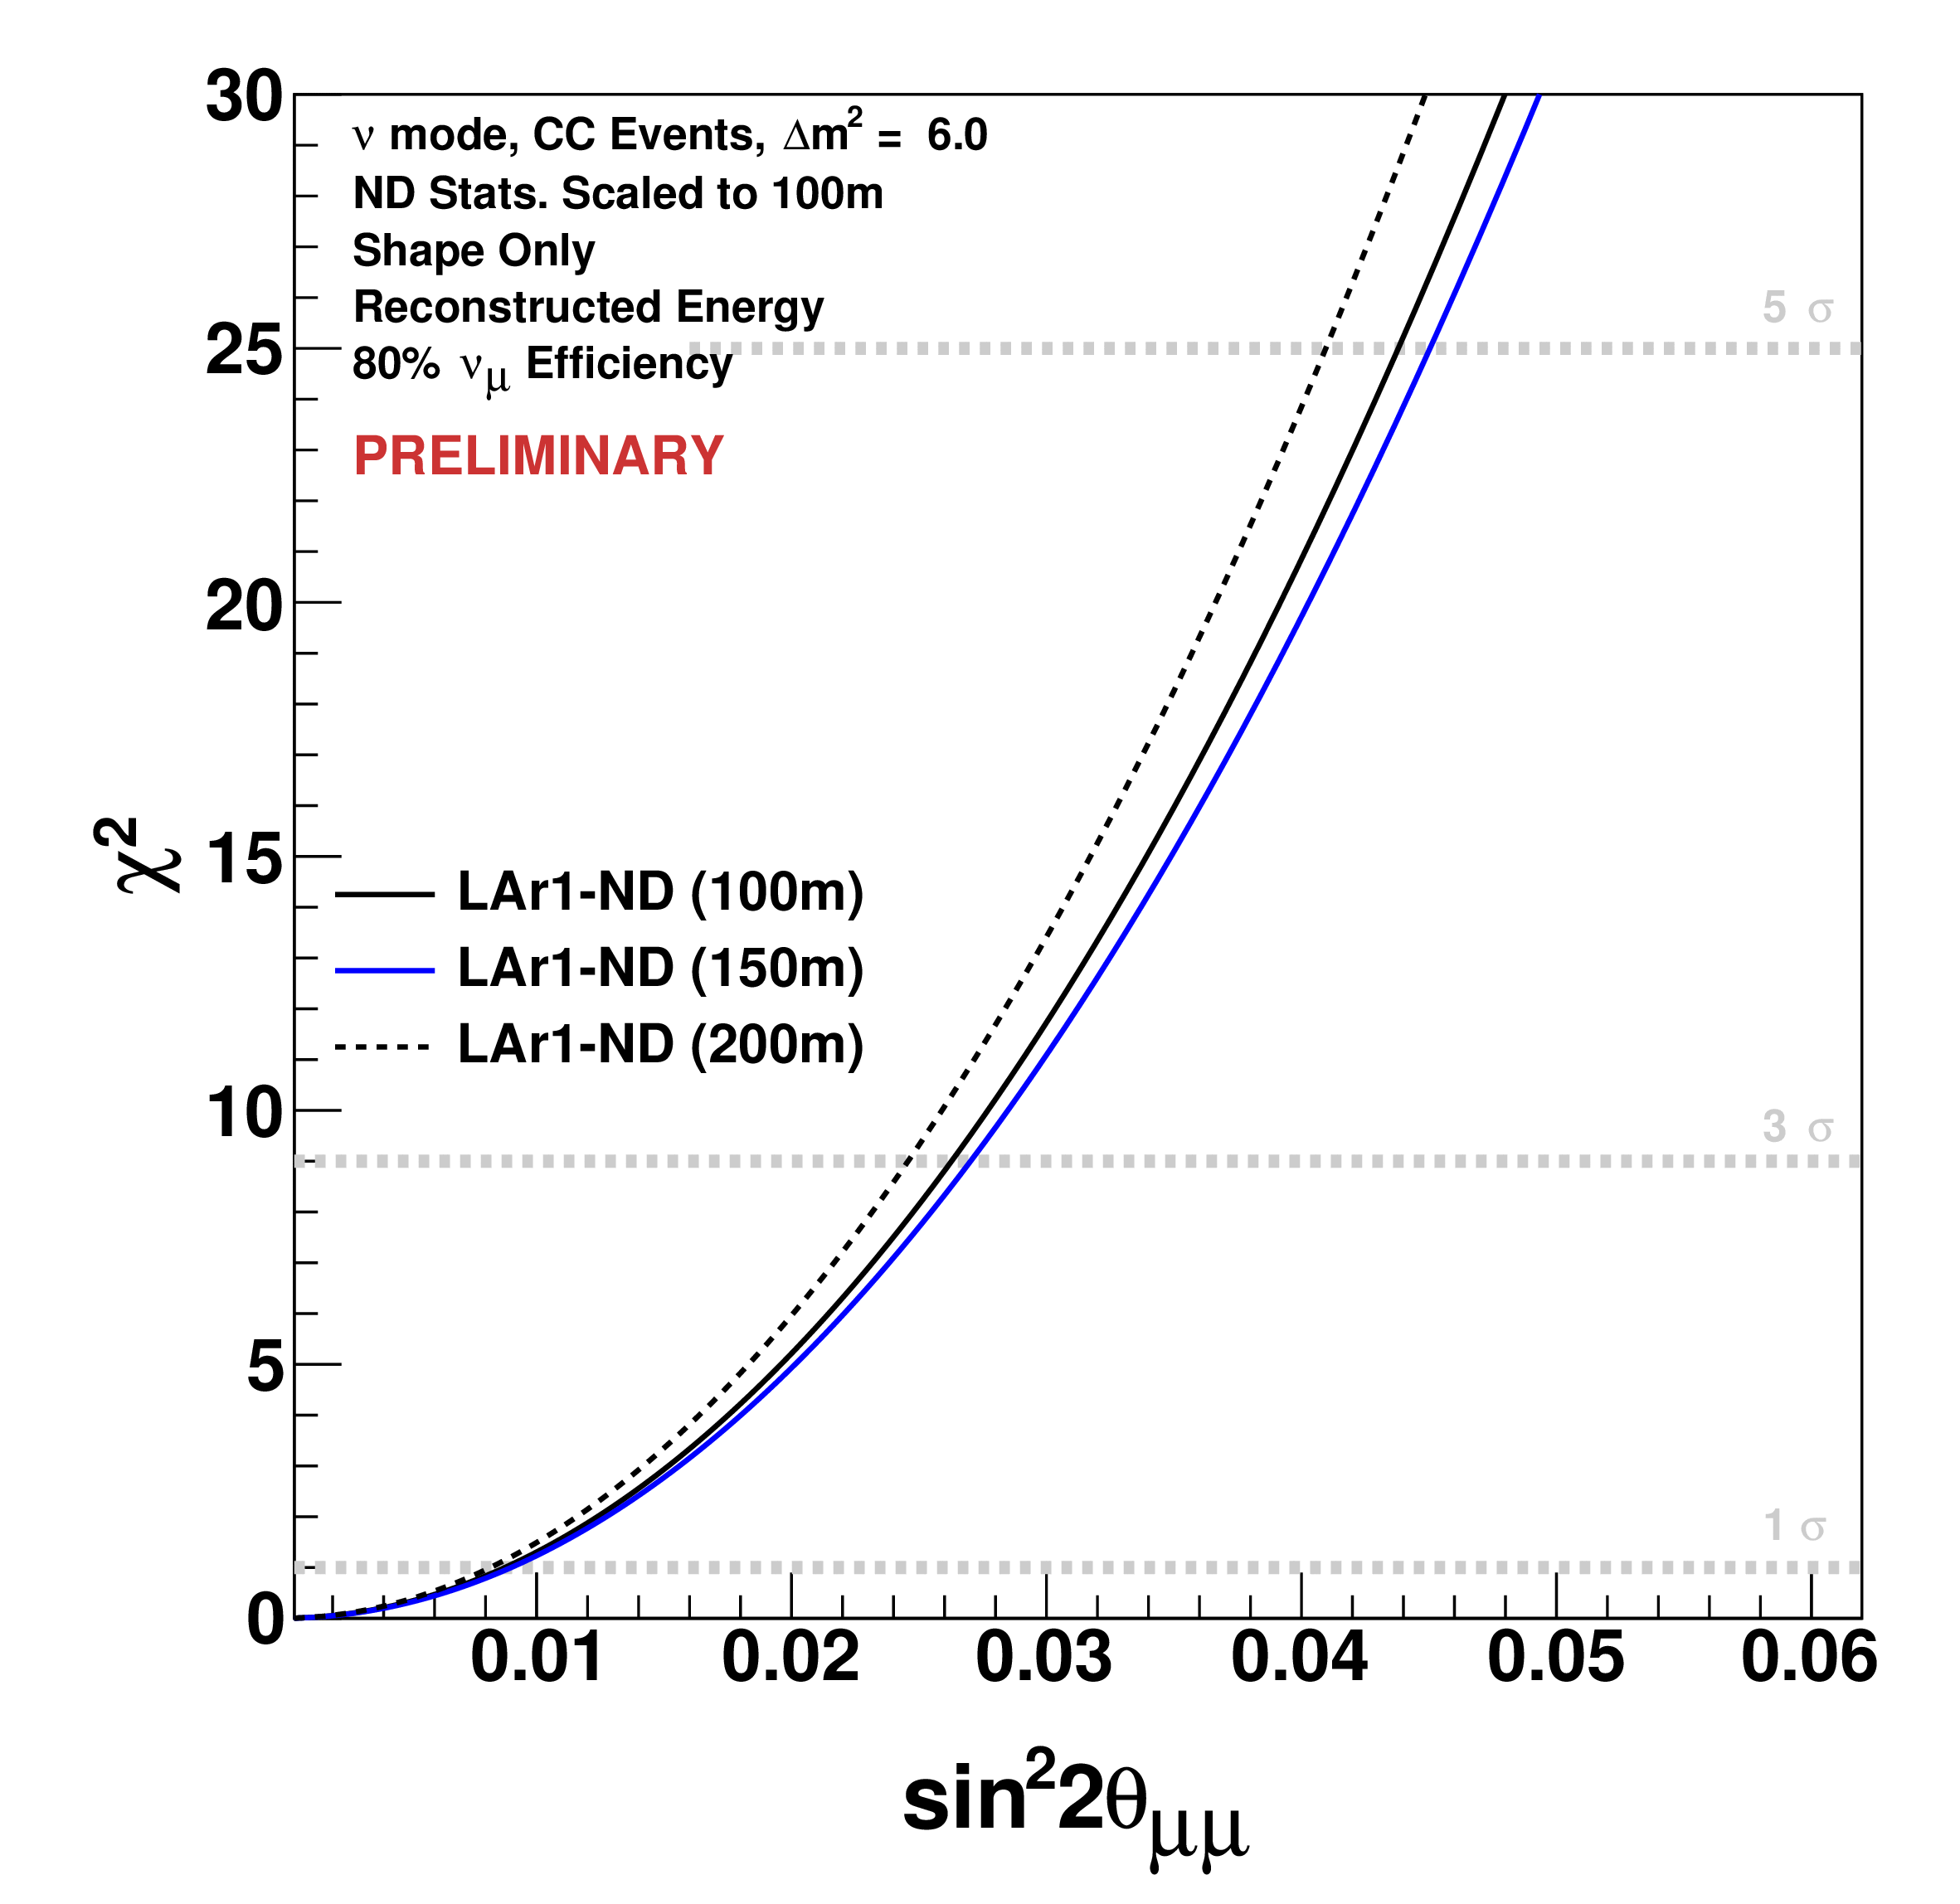 30
ν mode, CC Events, Δm² = 6.0
ND Stats. Scaled to 100m
Shape Only
Reconstructed Energy
5 σ
25
80% νμ Efficiency
PRELIMINARY
20
χ²
15
LAr1-ND (100m)
LAr1-ND (150m)
LAr1-ND (200m)
10
3 σ
5
1 σ
0
0.01 0.02 0.03 0.04 0.05 0.06
sin²2θμμ